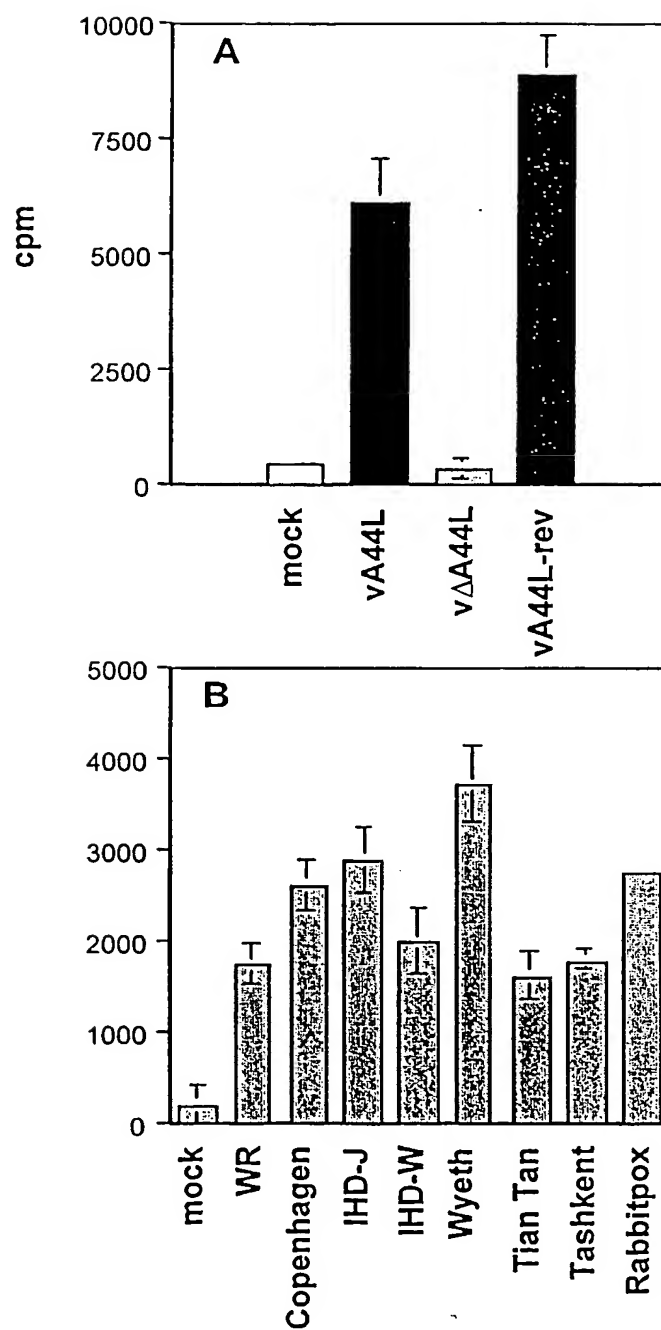 A
10000
7500
5000
2500
0
cpm
mock
vA44L
vΔA44L
vA44L-rev
B
5000
4000
3000
2000
1000
0
mock
WR
Copenhagen
IHD-J
IHD-W
Wyeth
Tian Tan
Tashkent
Rabbitpox